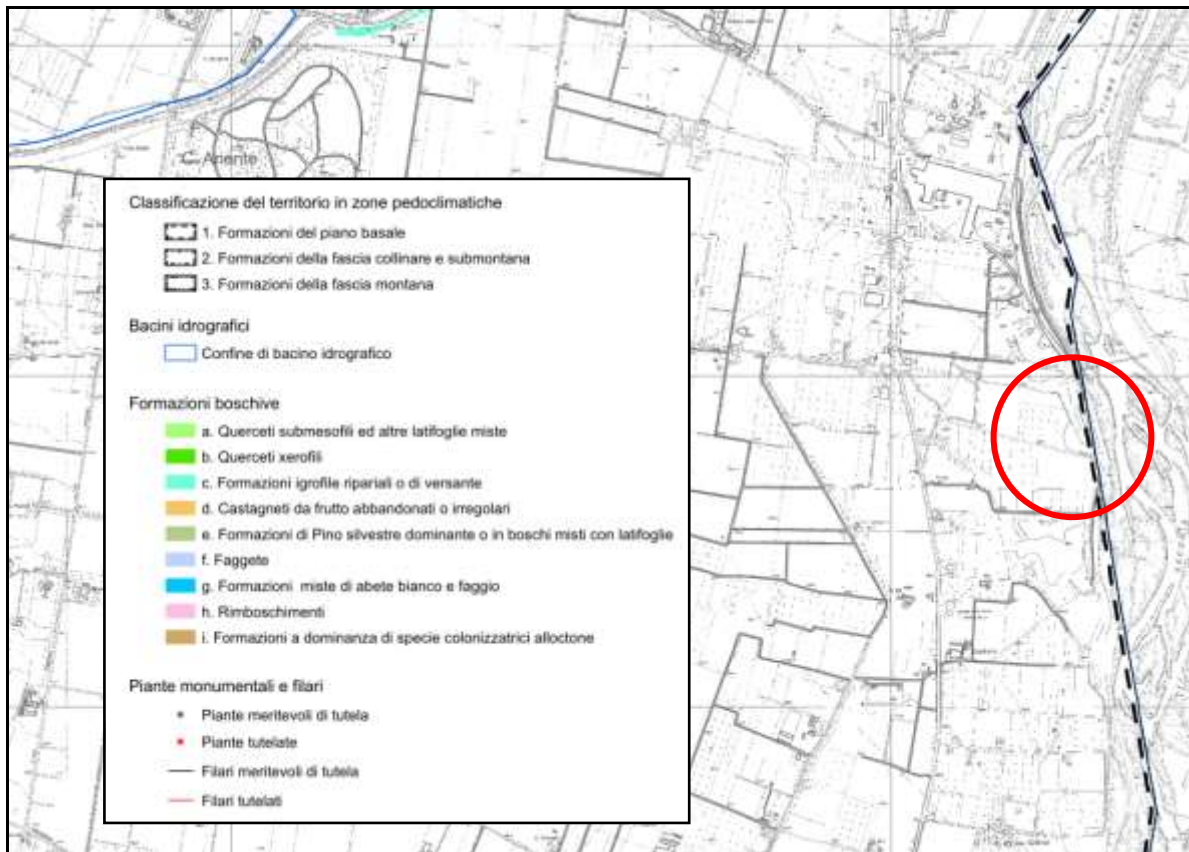 C. Anente
Classificazione del territorio in zone pedoclimatiche
1. Formazioni del piano basale
2. Formazioni della fascia collinare e submontana
3. Formazioni della fascia montana
Bacini idrografici
Confine di bacino idrografico
Formazioni boschive
a. Querceti submesofili ed altre latifoglie miste
b. Querceti xerofili
c. Formazioni igrofile ripariali o di versante
d. Castagneti da frutto abbandonati o irregolari
e. Formazioni di Pino silvestre dominante o in boschi misti con latifoglie
f. Faggete
g. Formazioni miste di abete bianco e faggio
h. Rimboschimenti
i. Formazioni a dominanza di specie colonizzatrici alloctone
Piante monumentali e filari
Piante meritevoli di tutela
Piante tutelate
Filari meritevoli di tutela
Filari tutelati